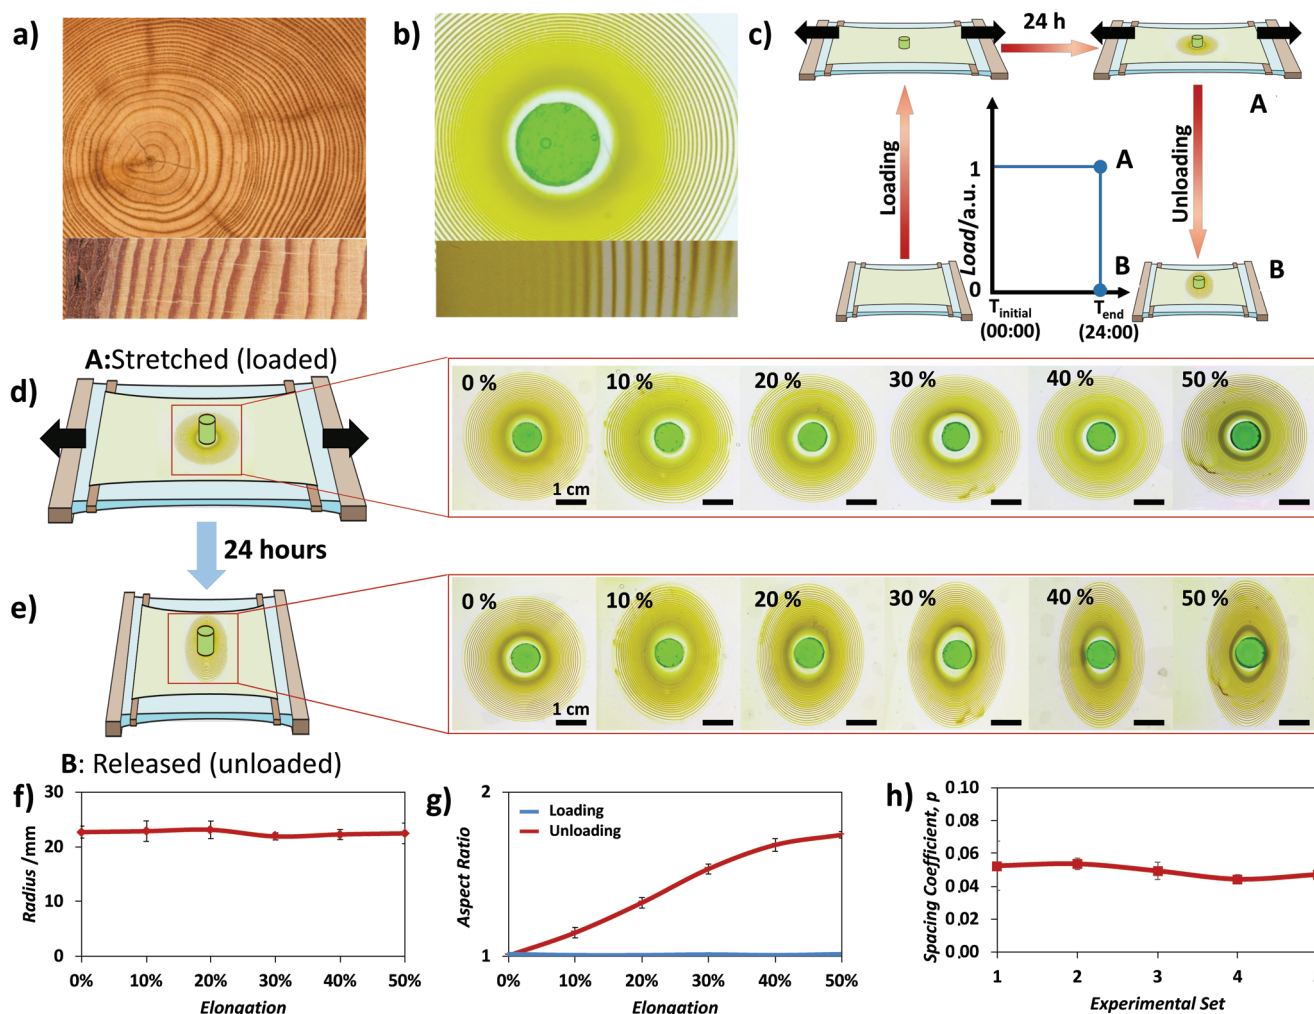 a)
b)
c)
24 h
A
Loading
Unloading
Load/a.u.
1
0
A
B
B
T initial
(00:00)
T end
(24:00)
A:Stretched (loaded)
d)
0 %
10 %
20 %
30 %
40 %
50 %
1 cm
24 hours
e)
0 %
10 %
20 %
30 %
40 %
50 %
1 cm
B: Released (unloaded)
f)
30
20
10
0
Radius /mm
0%
10%
20%
30%
40%
50%
Elongation
g)
2
1
Aspect Ratio
Loading
Unloading
0%
10%
20%
30%
40%
50%
Elongation
h)
0.10
0.08
0.06
0.04
0.02
0.00
Spacing Coefficient, p
1
2
3
4
Experimental Set